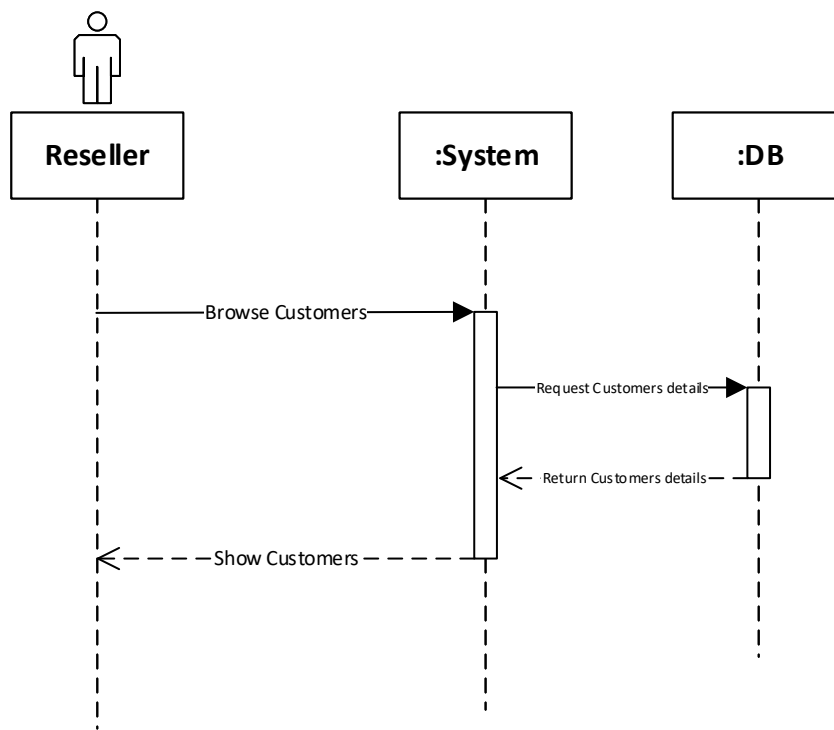 Reseller
:System
:DB
Browse Customers
Request Customers details
Return Customers details
Show Customers